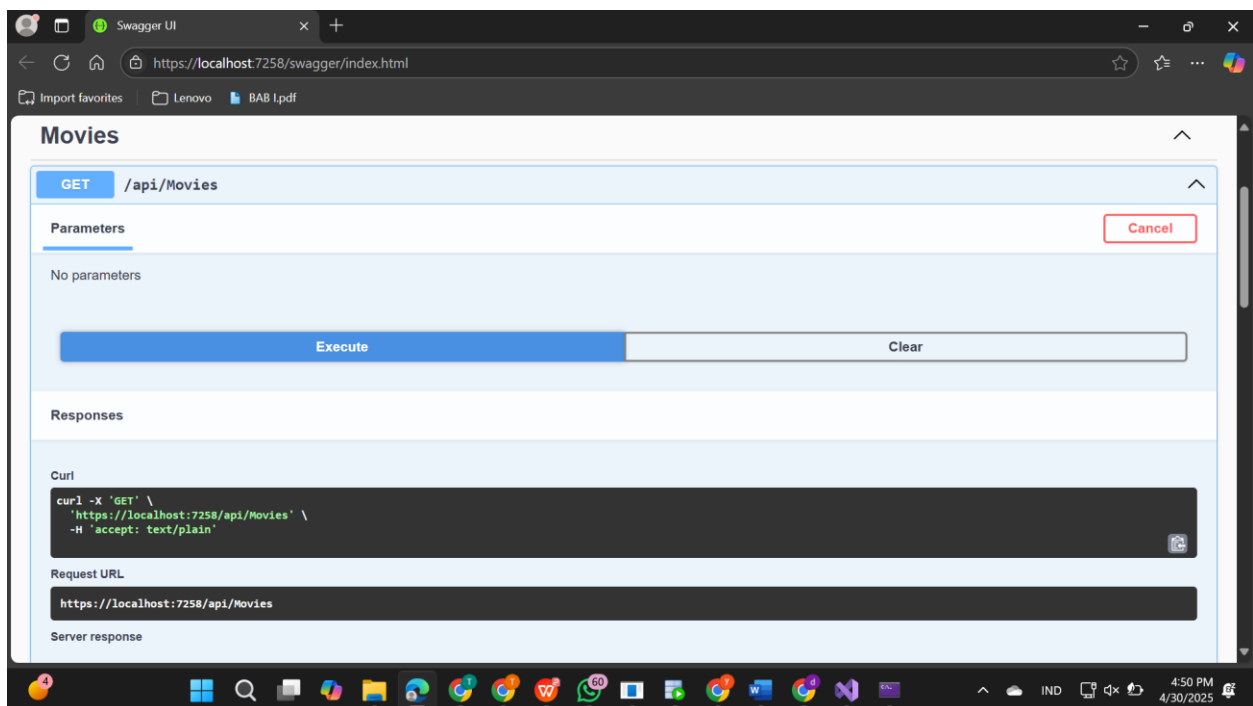 Swagger UI
https://localhost:7258/swagger/index.html
Import favorites
Lenovo
BAB I.pdf
Movies
GET
/api/Movies
Parameters
Cancel
No parameters
Execute
Clear
Responses
Curl
curl -X 'GET' \
'https://localhost:7258/api/Movies' \
-H 'accept: text/plain'
Request URL
https://localhost:7258/api/Movies
Server response
4
60
IND
4:50 PM
4/30/2025